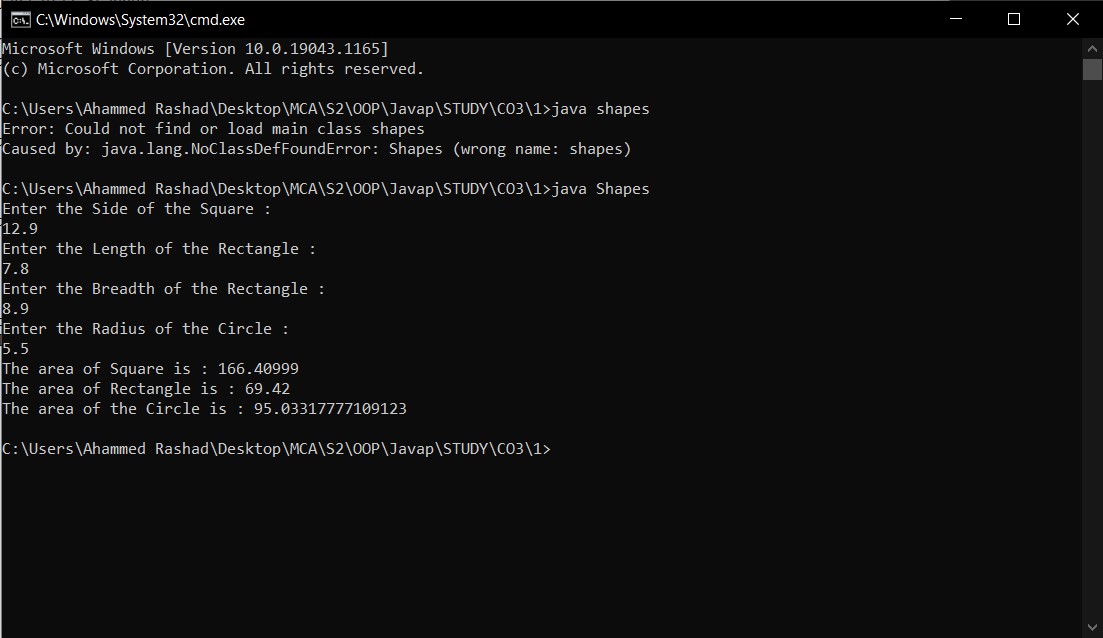 C:\Windows\System32\cmd.exe
Microsoft Windows [Version 10.0.19043.1165]
(c) Microsoft Corporation. All rights reserved.
C:\Users\Ahammed Rashad\Desktop\MCA\S2\OOP\Javap\STUDY\CO3\1>java shapes
Error: Could not find or load main class shapes
Caused by: java.lang.NoClassDefFoundError: Shapes (wrong name: shapes)
C:\Users\Ahammed Rashad\Desktop\MCA\S2\OOP\Javap\STUDY\CO3\1>java Shapes
Enter the Side of the Square :
12.9
Enter the Length of the Rectangle :
7.8
Enter the Breadth of the Rectangle :
8.9
Enter the Radius of the Circle :
5.5
The area of Square is : 166.40999
The area of Rectangle is : 69.42
The area of the Circle is : 95.03317777109123
C:\Users\Ahammed Rashad\Desktop\MCA\S2\OOP\Javap\STUDY\CO3\1>